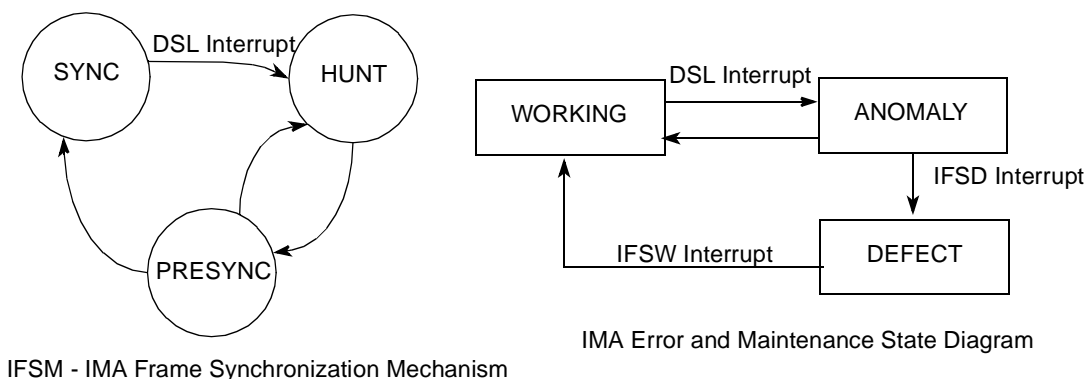 SYNC
DSL Interrupt
HUNT
PRESYNC
IFSM - IMA Frame Synchronization Mechanism
WORKING
DSL Interrupt
ANOMALY
IFSD Interrupt
IFSW Interrupt
DEFECT
IMA Error and Maintenance State Diagram